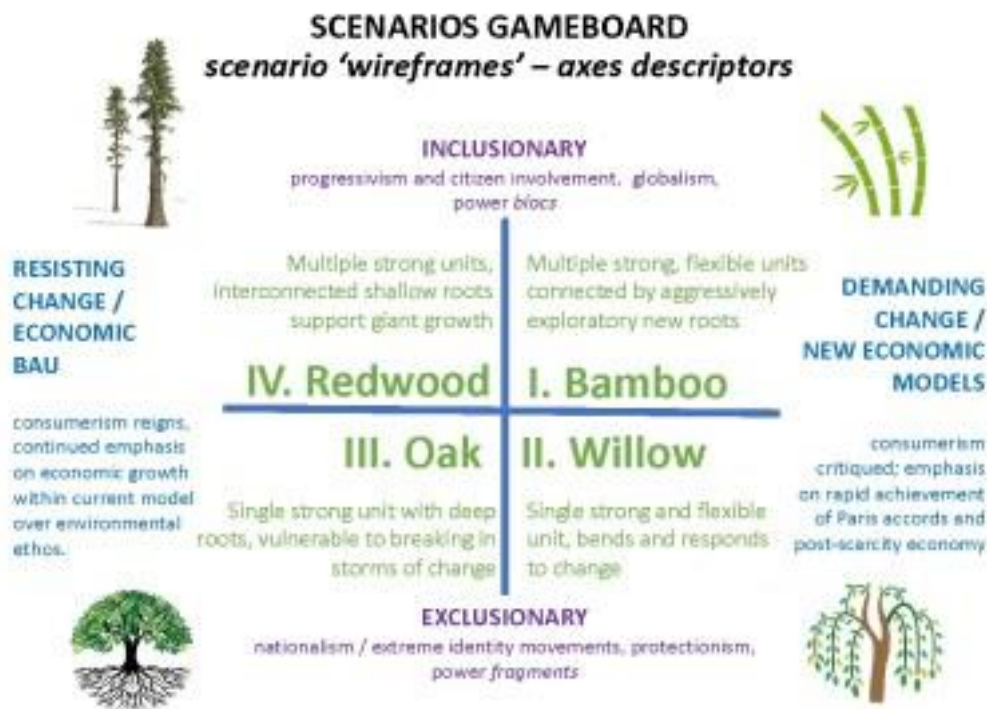 SCENARIOS GAMEBOARD
scenario ‘wireframes’ – axes descriptors
INCLUSIONARY
progressivism and citizen involvement, globalism,
power blocs
RESISTING
CHANGE /
ECONOMIC
BAU
consumerism reigns,
continued emphasis
on economic growth
within current model
over environmental
ethos.
Multiple strong units,
interconnected shallow roots
support giant growth
IV. Redwood
Multiple strong, flexible units
connected by aggressively
exploratory new roots
I. Bamboo
DEMANDING
CHANGE /
NEW ECONOMIC
MODELS
consumerism
critiqued; emphasis
on rapid achievement
of Paris accords and
post-scarcity economy
III. Oak
Single strong unit with deep
roots, vulnerable to breaking in
storms of change
II. Willow
Single strong and flexible
unit, bends and responds
to change
EXCLUSIONARY
nationalism / extreme identity movements, protectionism,
power fragments